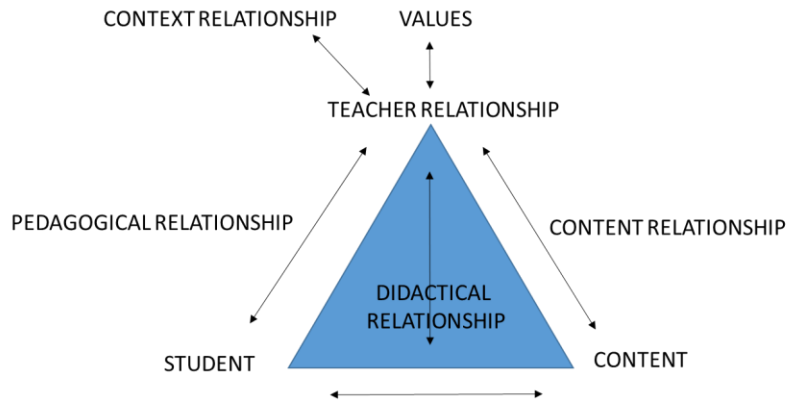 CONTEXT RELATIONSHIP
VALUES
TEACHER RELATIONSHIP
PEDAGOGICAL RELATIONSHIP
CONTENT RELATIONSHIP
DIDACTICAL
RELATIONSHIP
STUDENT
CONTENT